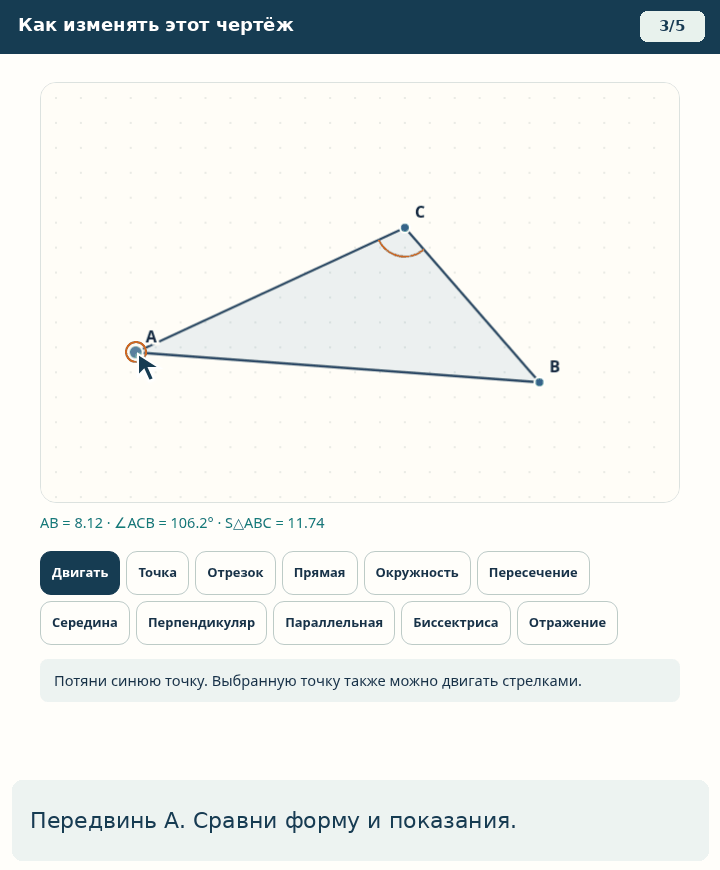 Как изменять этот чертёж
3/5
C
A
B
AB = 8.12 · ∠ACB = 106.2° · S△ABC = 11.74
Двигать Точка Отрезок Прямая Окружность Пересечение
Середина Перпендикуляр Параллельная Биссектриса Отражение
Потяни синюю точку. Выбранную точку также можно двигать стрелками.
Передвинь A. Сравни форму и показания.